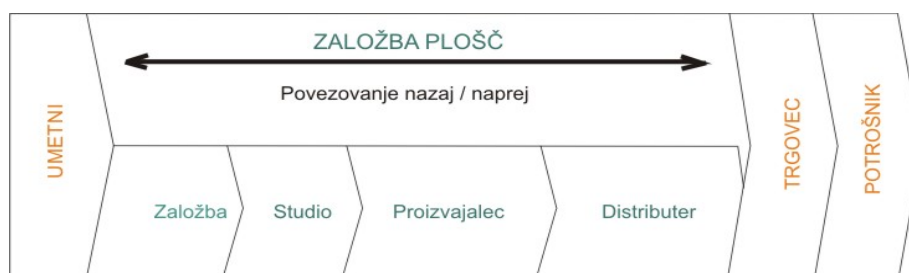 UMETNI
ZALOŽBA PLOŠČ
Povezovanje nazaj / naprej
Založba
Studio
Proizvajalec
Distributer
TRGOVEC
POTROŠNIK